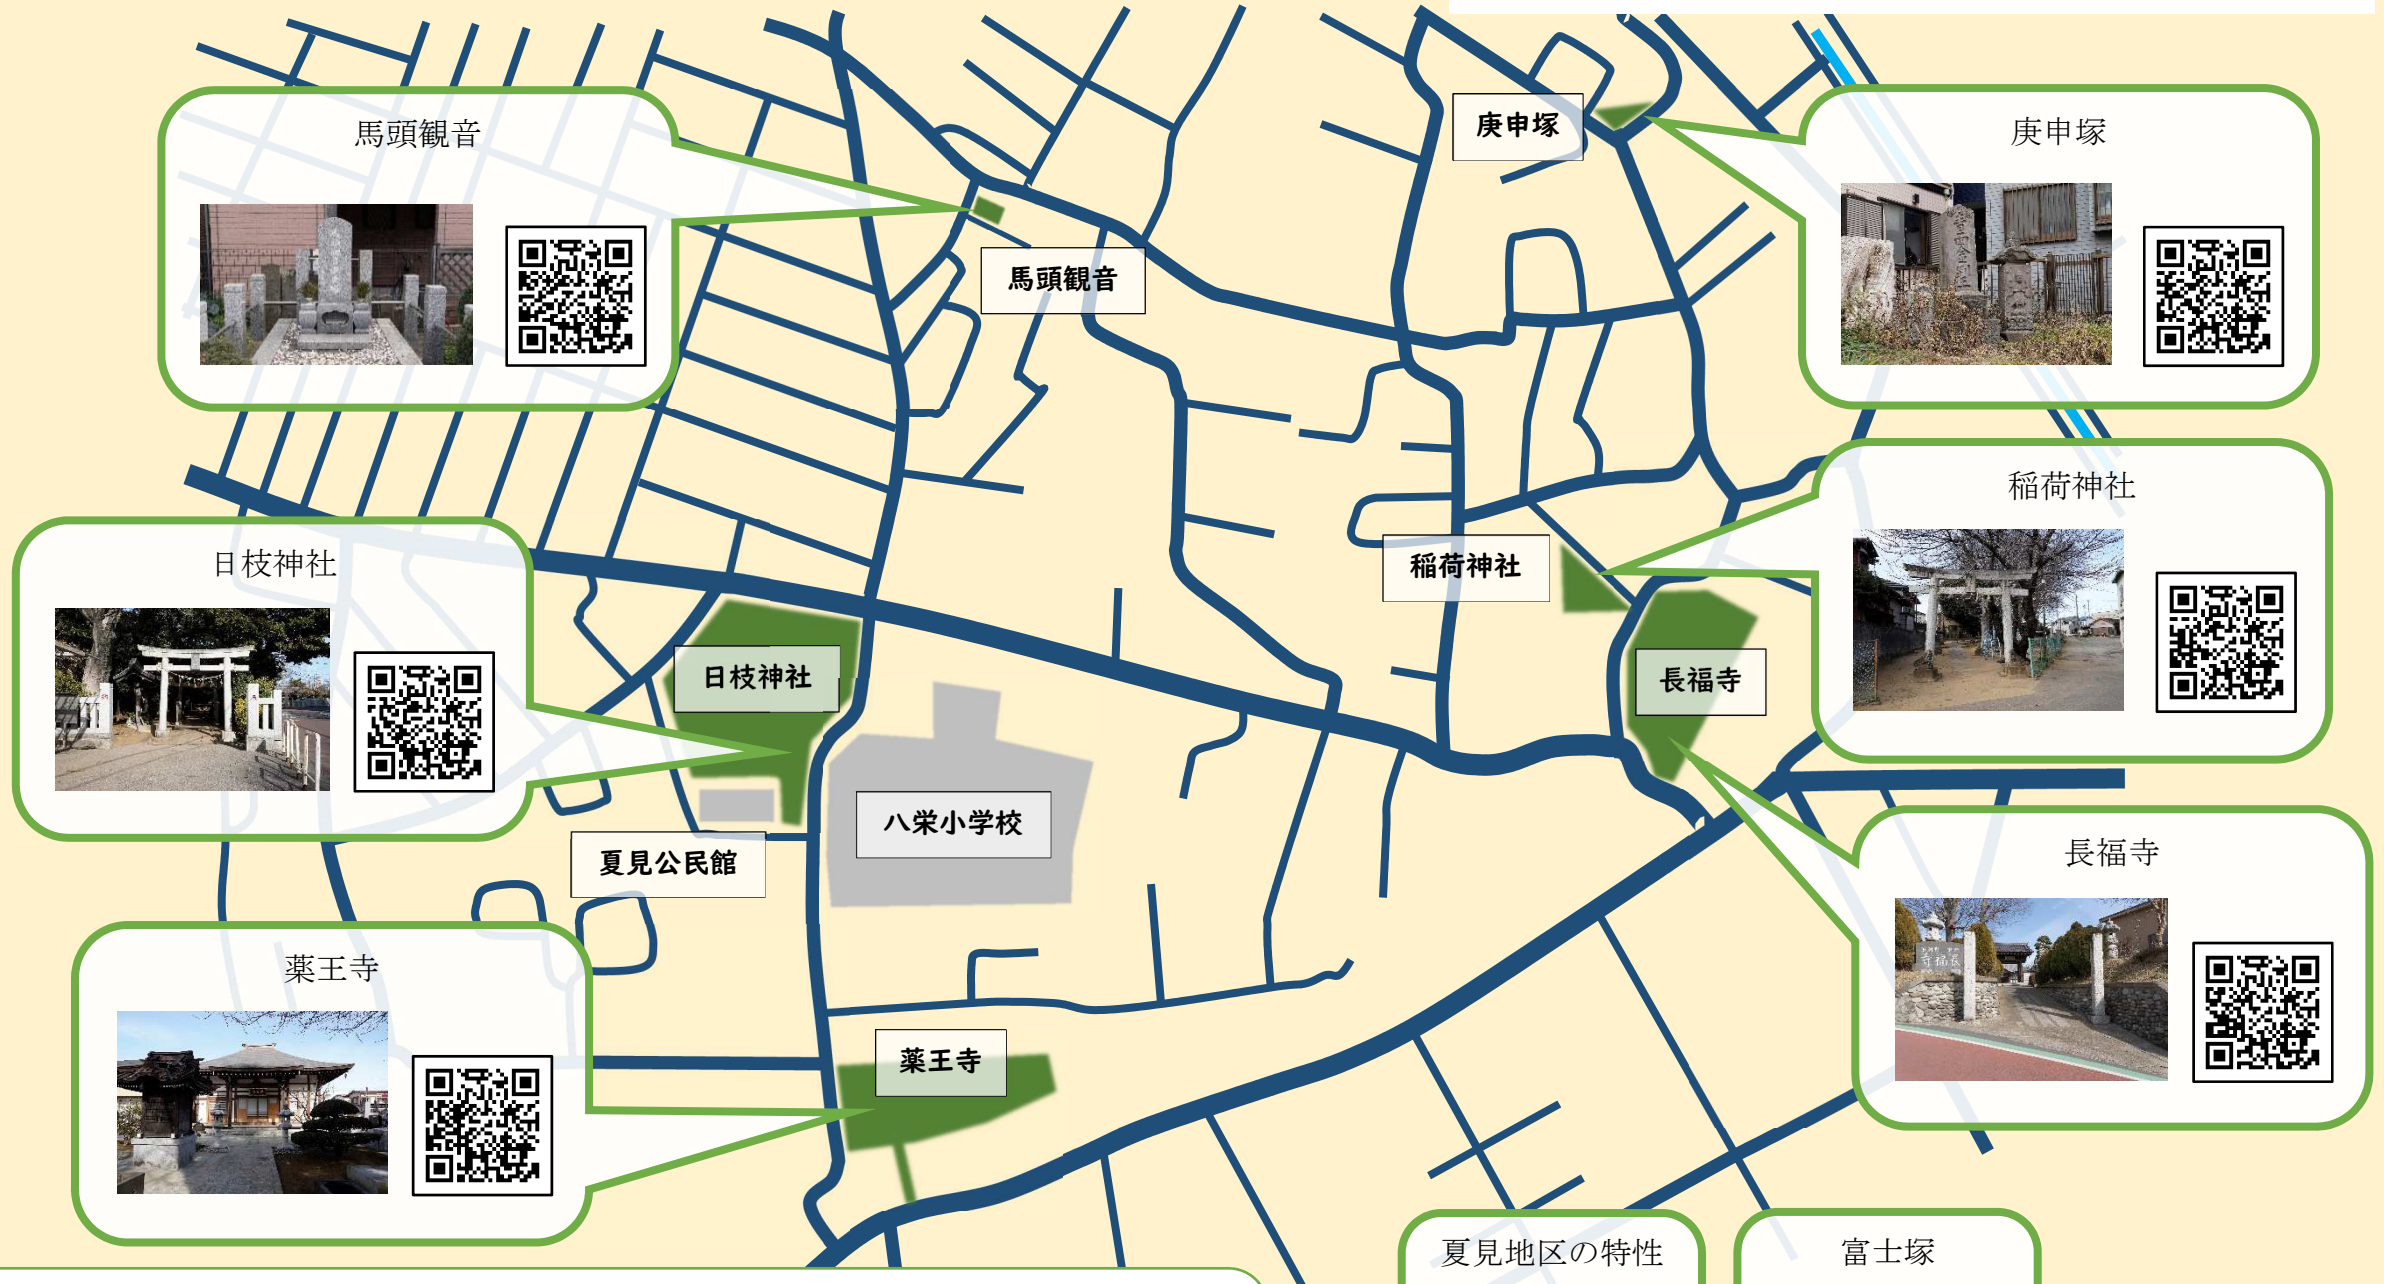 馬頭観音
庚申塚
庚申塚
馬頭観音
稲荷神社
稲荷神社
日枝神社
日枝神社
長福寺
八栄小学校
夏見公民館
長福寺
長福寺
薬王寺
薬王寺
夏見地区の特性
富士塚